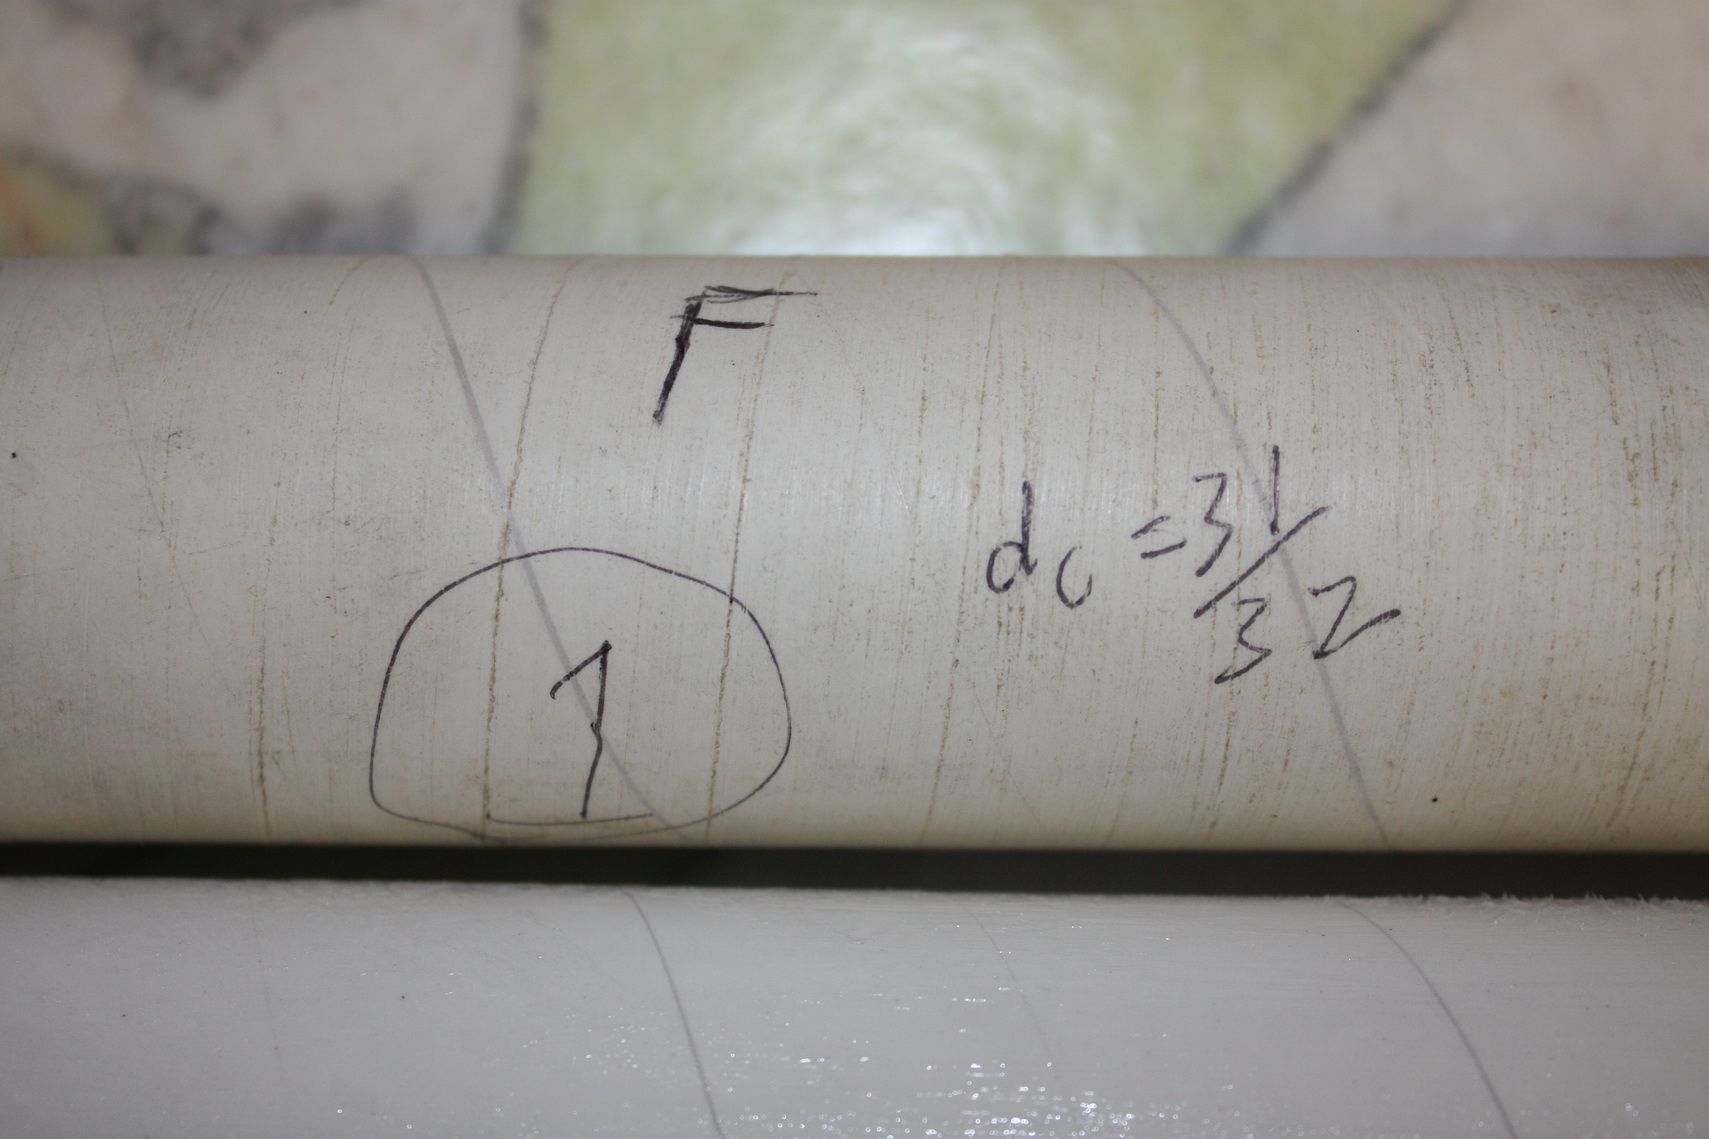 F
d₀ = 31/32
1